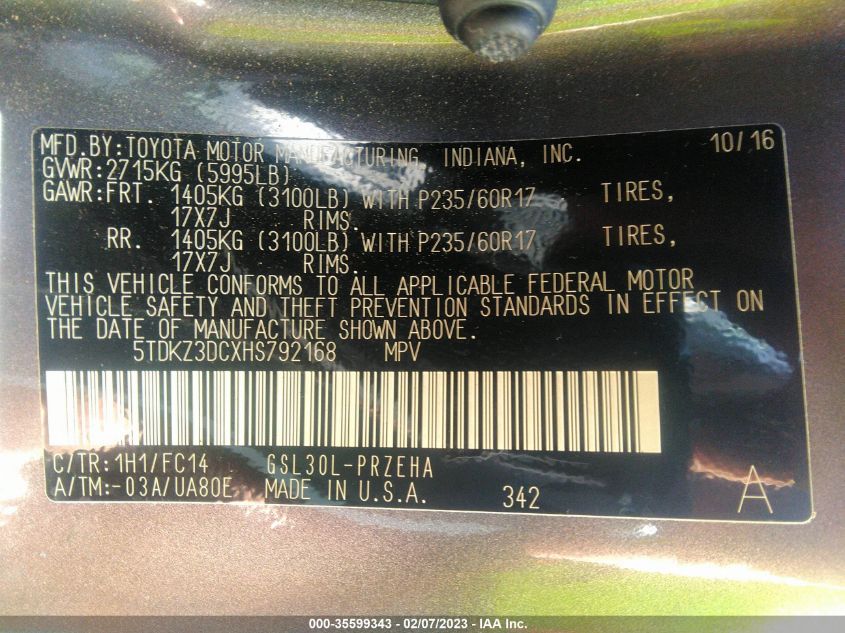 MFD.BY:TOYOTA MOTOR MANUFACTURING, INDIANA, INC. 10/16
GVWR:2715KG (5995LB)
GAWR:FRT. 1405KG (3100LB) WITH P235/60R17 TIRES,
17X7J RIMS.
RR. 1405KG (3100LB) WITH P235/60R17 TIRES,
17X7J RIMS.
THIS VEHICLE CONFORMS TO ALL APPLICABLE FEDERAL MOTOR
VEHICLE SAFETY AND THEFT PREVENTION STANDARDS IN EFFECT ON
THE DATE OF MANUFACTURE SHOWN ABOVE.
5TDKZ3DCXHS792168 MPV
C/TR:1H1/FC14 GSL30L-PRZEHA
A/TM:-03A/UA80E MADE IN U.S.A. 342 A
000-35599343 - 02/07/2023 - IAA Inc.